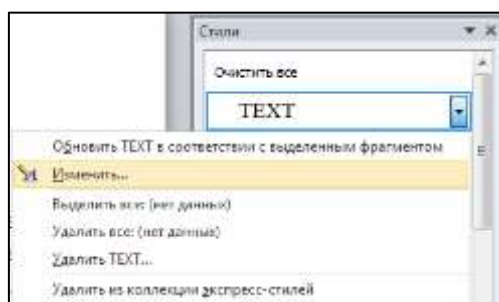 Стили
Очистить все
TEXT
Обновить TEXT в соответствии с выделенным фрагментом
Изменить...
Выделить все: (нет данных)
Удалить все: (нет данных)
Удалить TEXT...
Удалить из коллекции экспресс-стилей